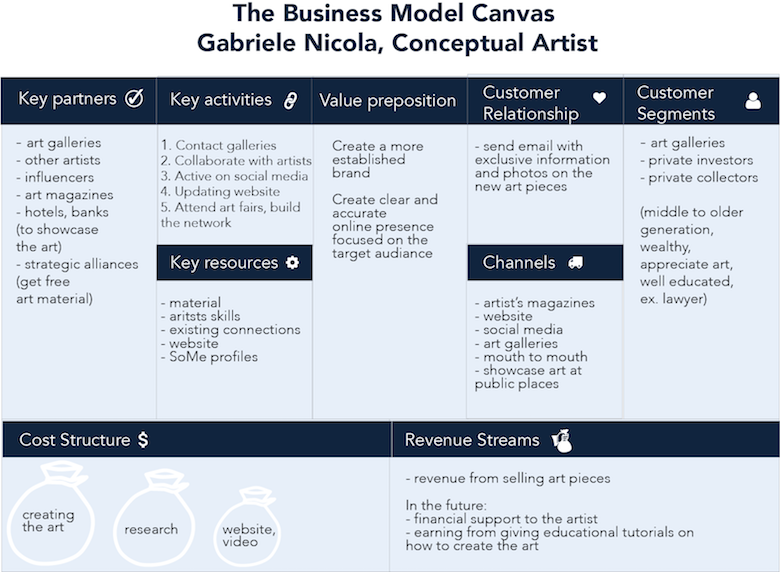 The Business Model Canvas
Gabriele Nicola, Conceptual Artist
Key partners
- art galleries
- other artists
- influencers
- art magazines
- hotels, banks
(to showcase
the art)
- strategic alliances
(get free
art material)
Key activities
1. Contact galleries
2. Collaborate with artists
3. Active on social media
4. Updating website
5. Attend art fairs, build
the network
Key resources
- material
- aritsts skills
- existing connections
- website
- SoMe profiles
Value preposition
Create a more
established
brand
Create clear and
accurate
online presence
focused on the
target audiance
Customer
Relationship
- send email with
exclusive information
and photos on the
new art pieces
Channels
- artist's magazines
- website
- social media
- art galleries
- mouth to mouth
- showcase art at
public places
Customer
Segments
- art galleries
- private investors
- private collectors
(middle to older
generation,
wealthy,
appreciate art,
well educated,
ex. lawyer)
Cost Structure $
creating
the art
research
website,
video
Revenue Streams
- revenue from selling art pieces
In the future:
- financial support to the artist
- earning from giving educational tutorials on
how to create the art